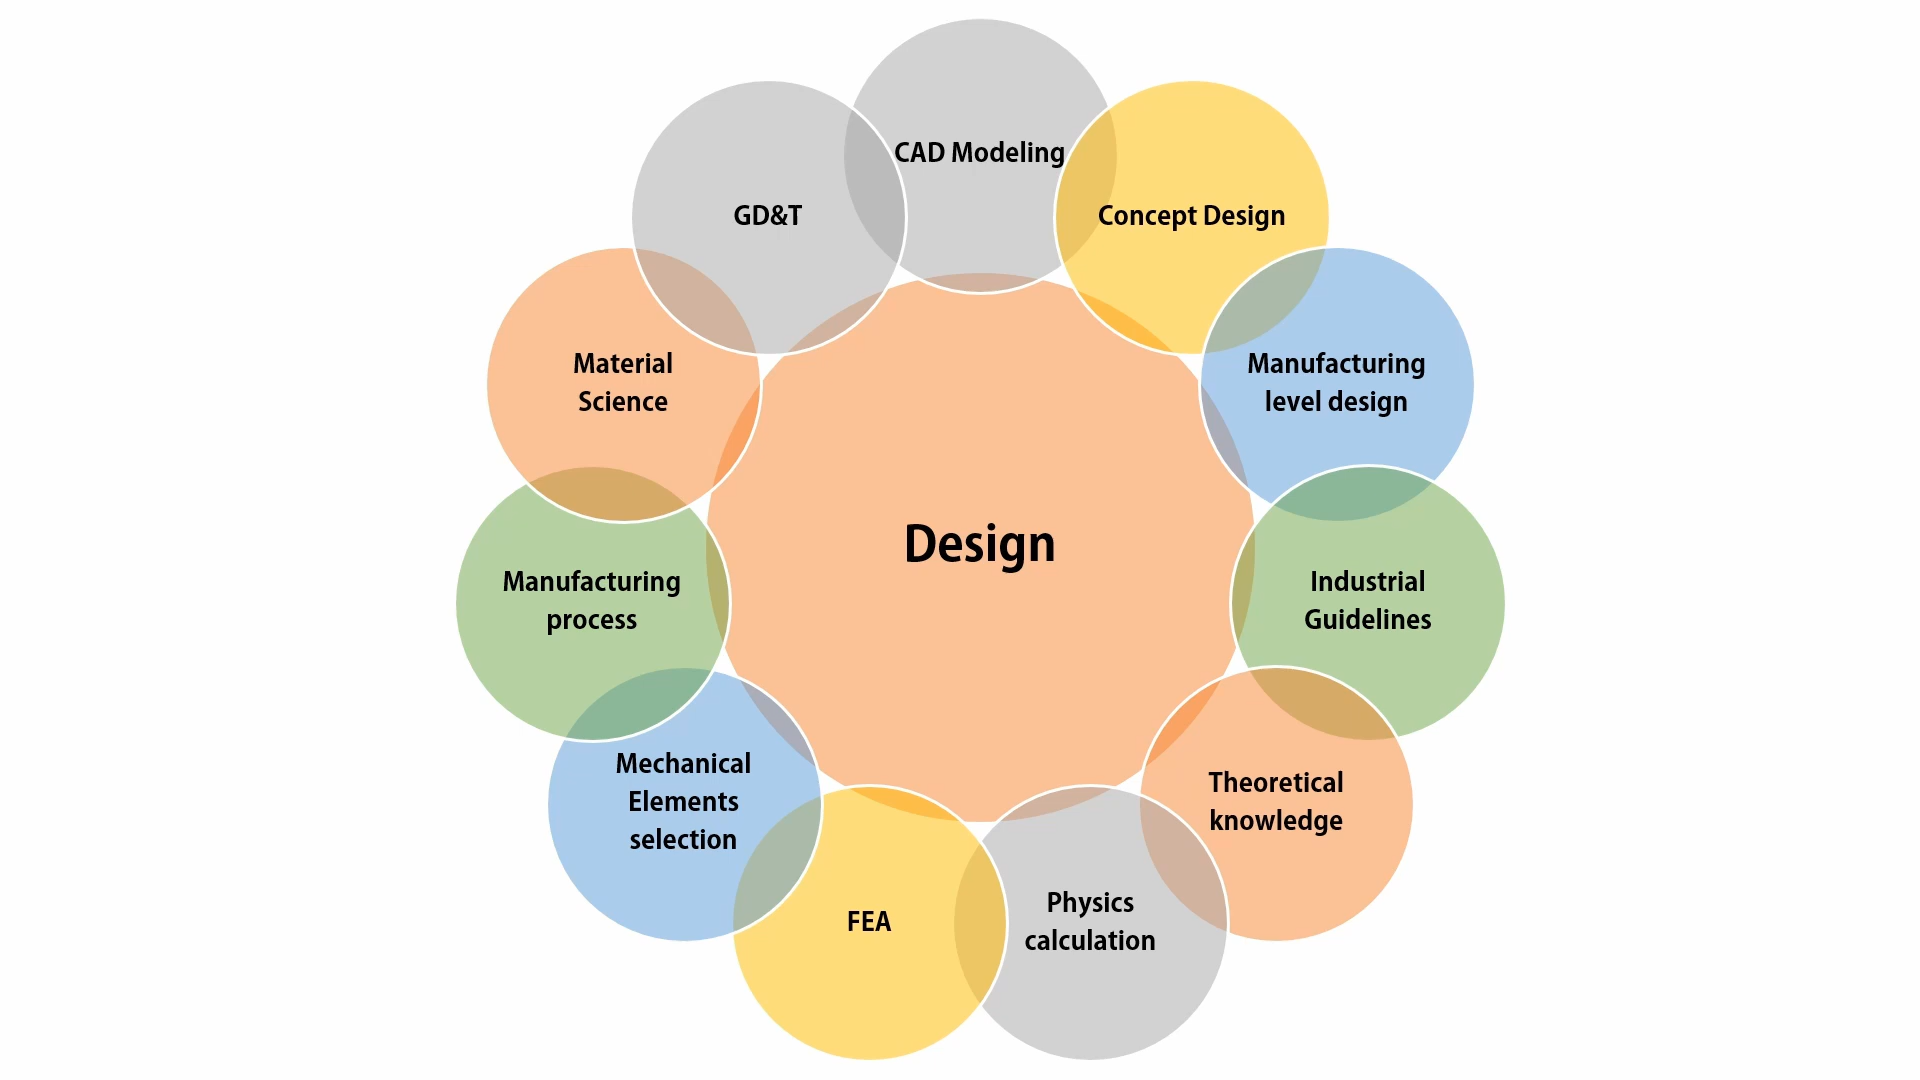 CAD Modeling
Concept Design
Manufacturing
level design
Industrial
Guidelines
Theoretical
knowledge
Physics
calculation
FEA
Mechanical
Elements
selection
Manufacturing
process
Material
Science
GD&T
Design